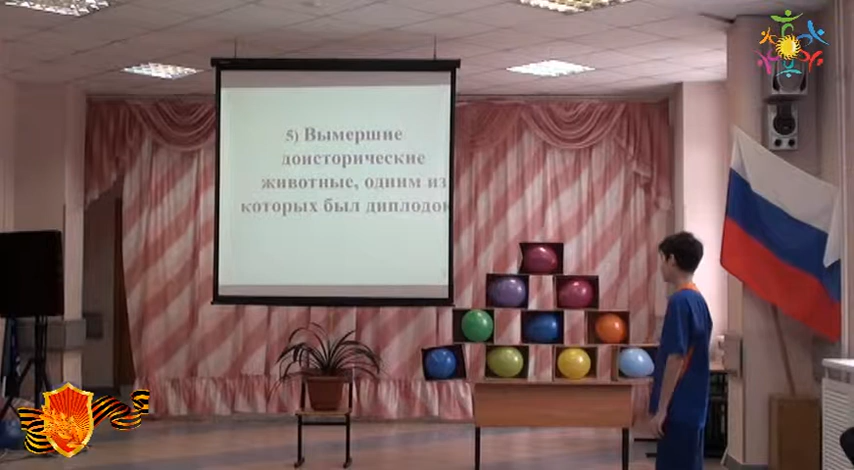 5) Вымершие
доисторические
животные, одним из
которых был диплодок